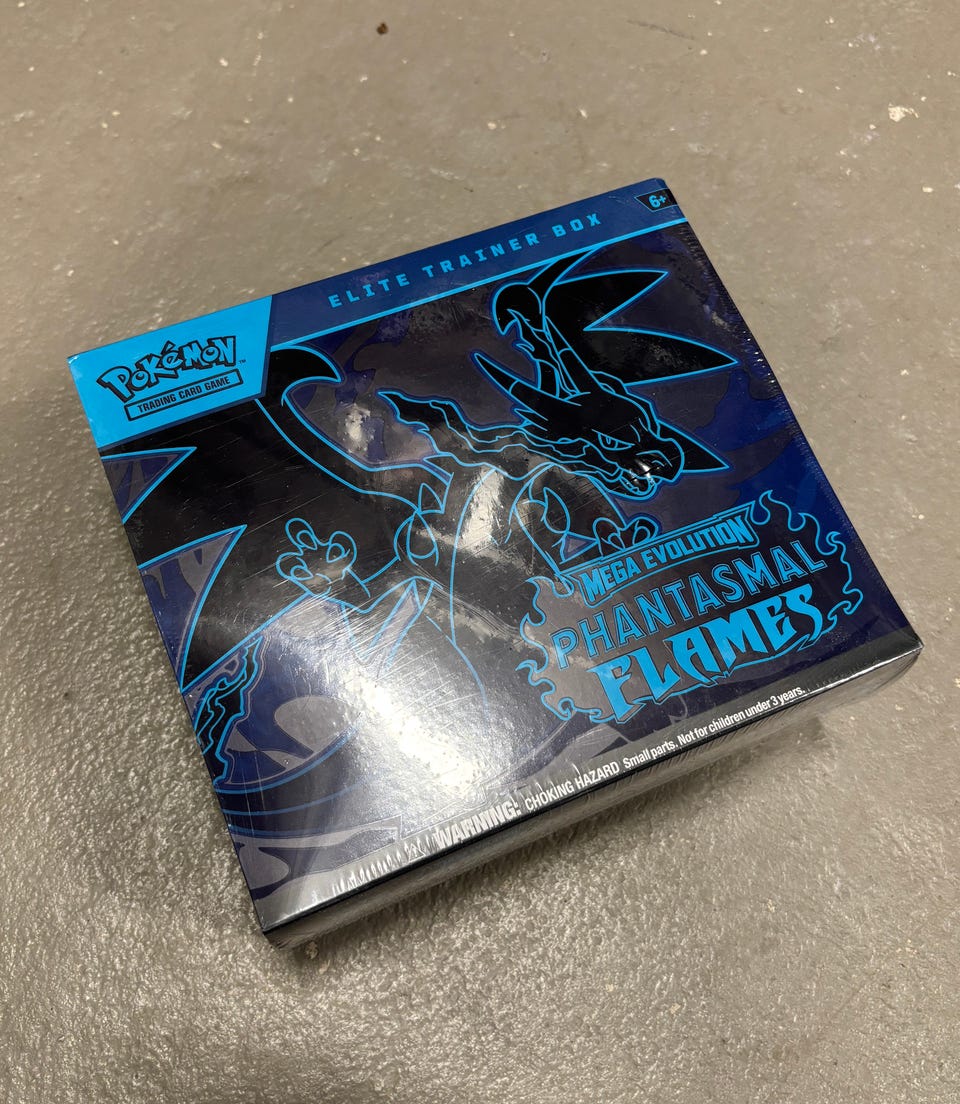 ELITE TRAINER BOX
6+
POKéMON™
TRADING CARD GAME
MEGA EVOLUTION
PHANTASMAL
FLAMES
WARNING: CHOKING HAZARD Small parts. Not for children under 3 years.